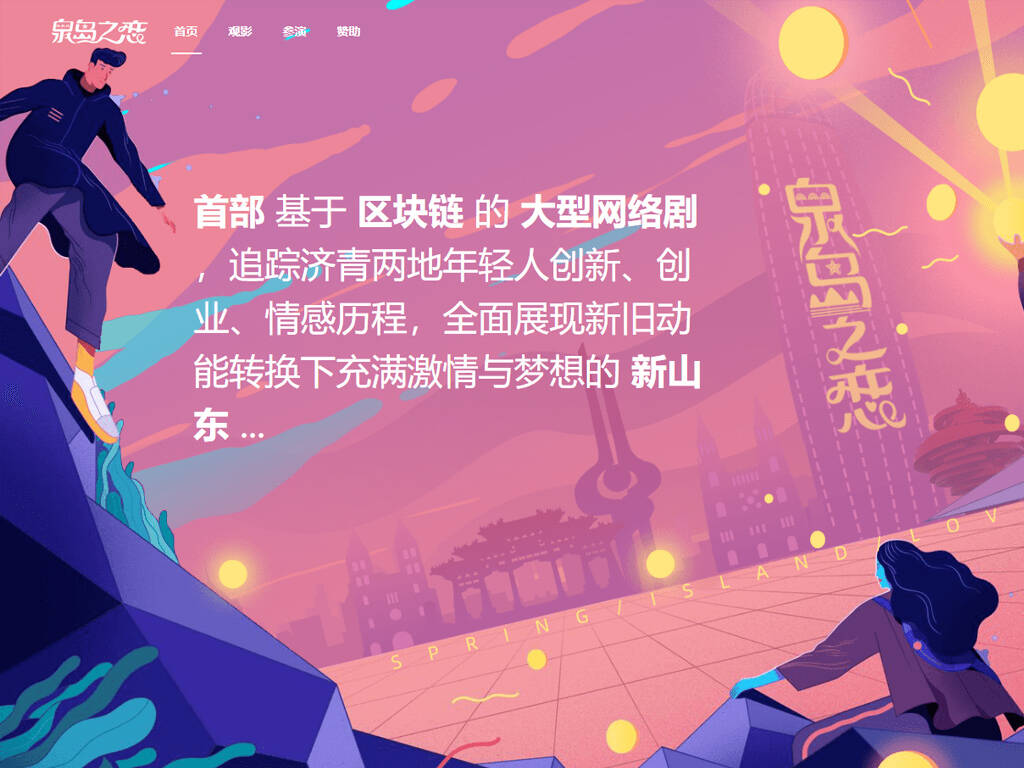 泉岛之恋 首页 观影 参演 赞助
首部 基于 区块链 的 大型网络剧
，追踪济青两地年轻人创新、创
业、情感历程，全面展现新旧动
能转换下充满激情与梦想的 新山
东 ...
泉岛之恋
SPRING/ISLAND/LOV